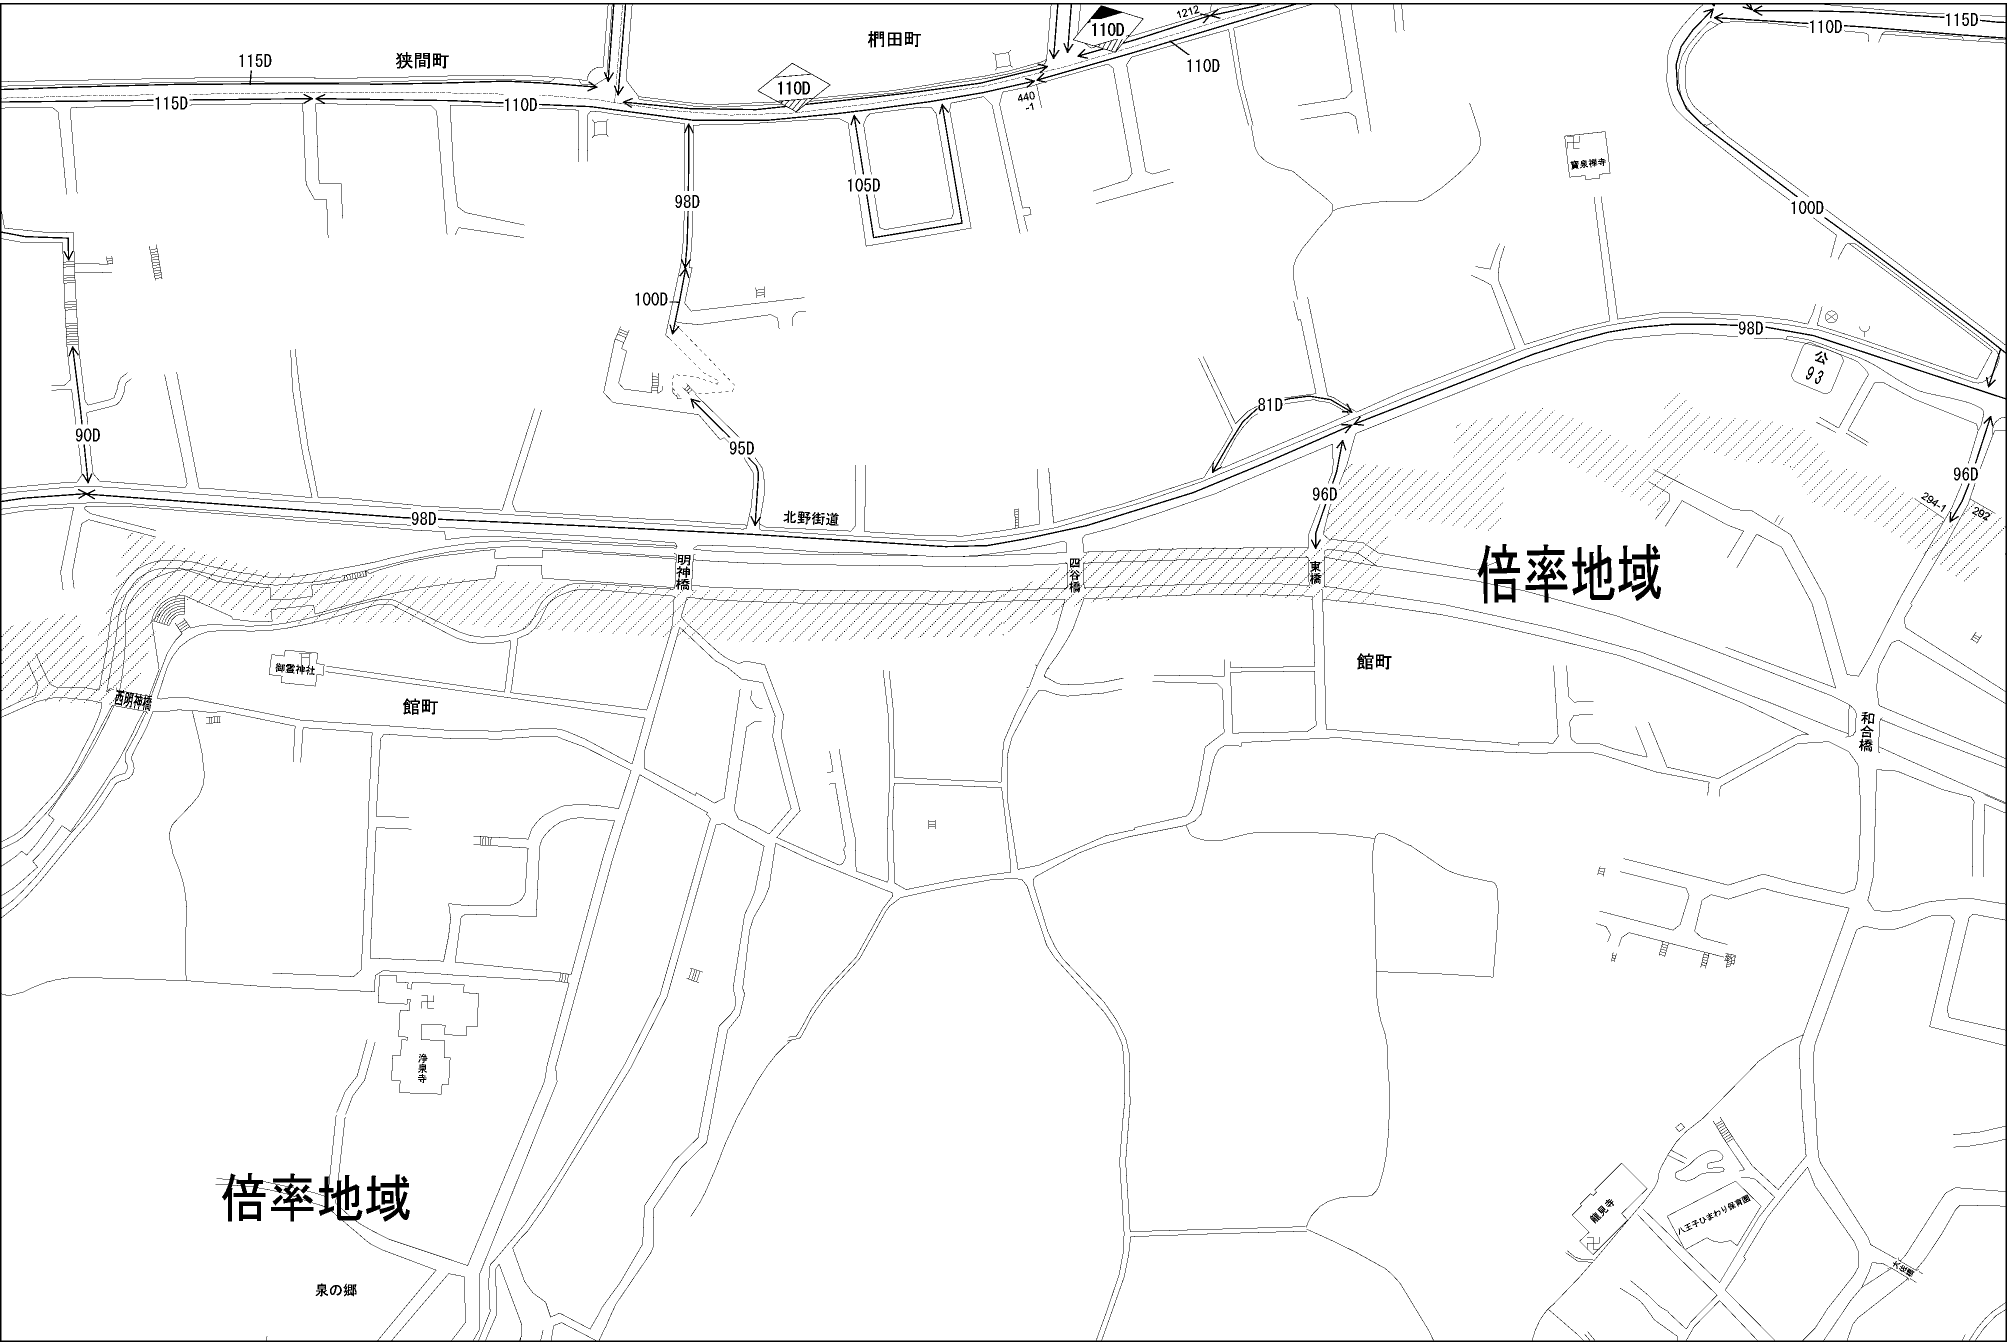 115D
狭間町
椚田町
110D
1212
110D
115D
110D
115D
110D
110D
440
-1
105D
98D
寶泉禅寺
100D
100D
98D
公
93
81D
90D
95D
96D
96D
294-1
292
98D
北野街道
明神橋
四谷橋
東橋
倍率地域
館町
御霊神社
西明神橋
館町
和合橋
浄泉寺
倍率地域
泉の郷
龍見寺
八王子ひまわり保育園